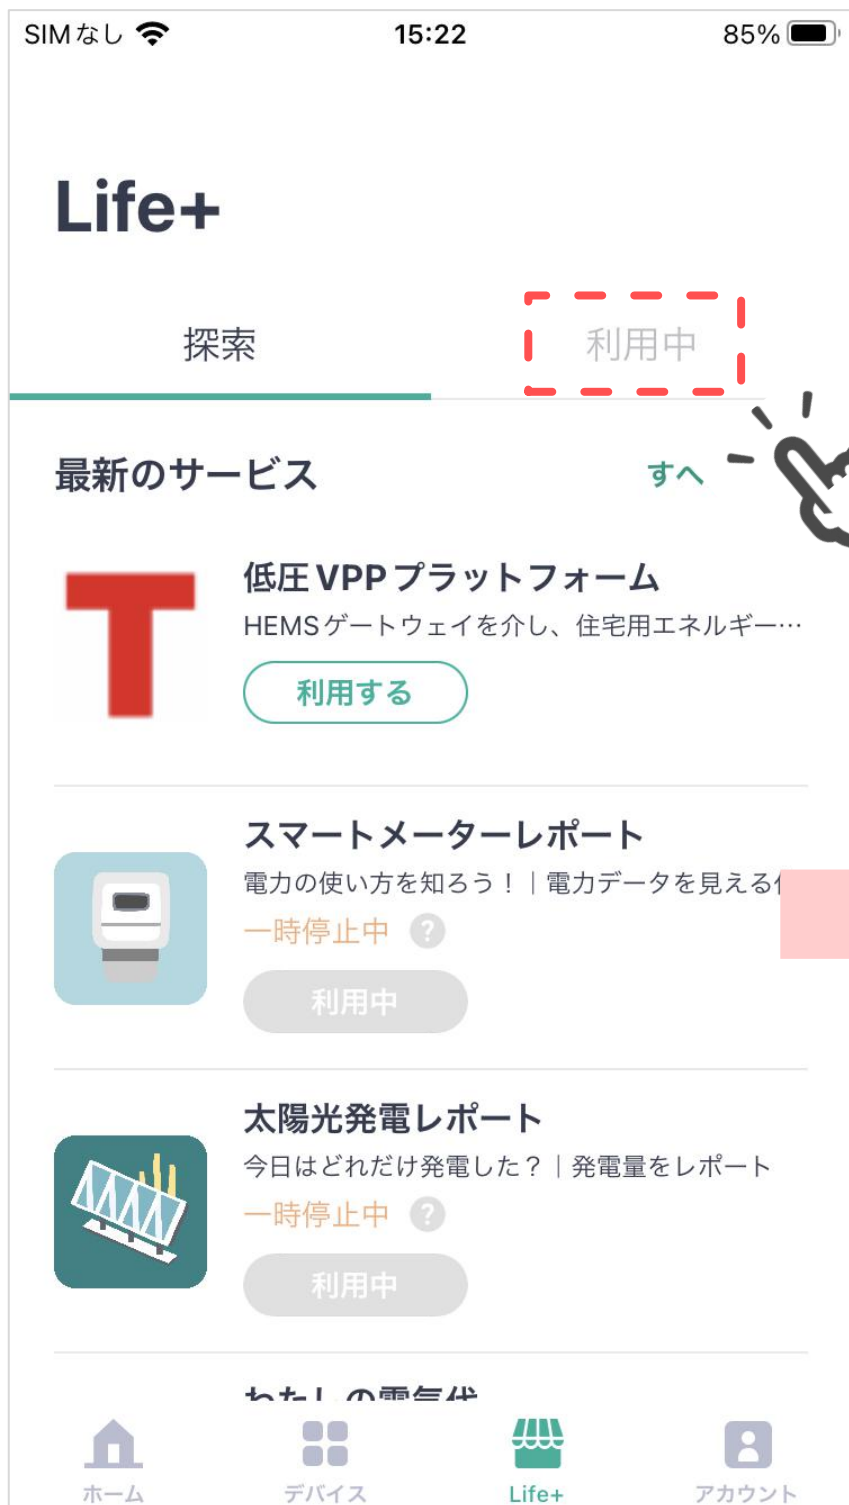 SIMなし 15:22 85%
Life+
探索 利用中
最新のサービス すへ
低圧VPPプラットフォーム
HEMSゲートウェイを介し、住宅用エネルギー…
利用する
スマートメーターレポート
電力の使い方を知ろう!|電力データを見える
一時停止中 ?
利用中
太陽光発電レポート
今日はどれだけ発電した?|発電量をレポート
一時停止中 ?
利用中
わたしの電気代
ホーム デバイス Life+ アカウント